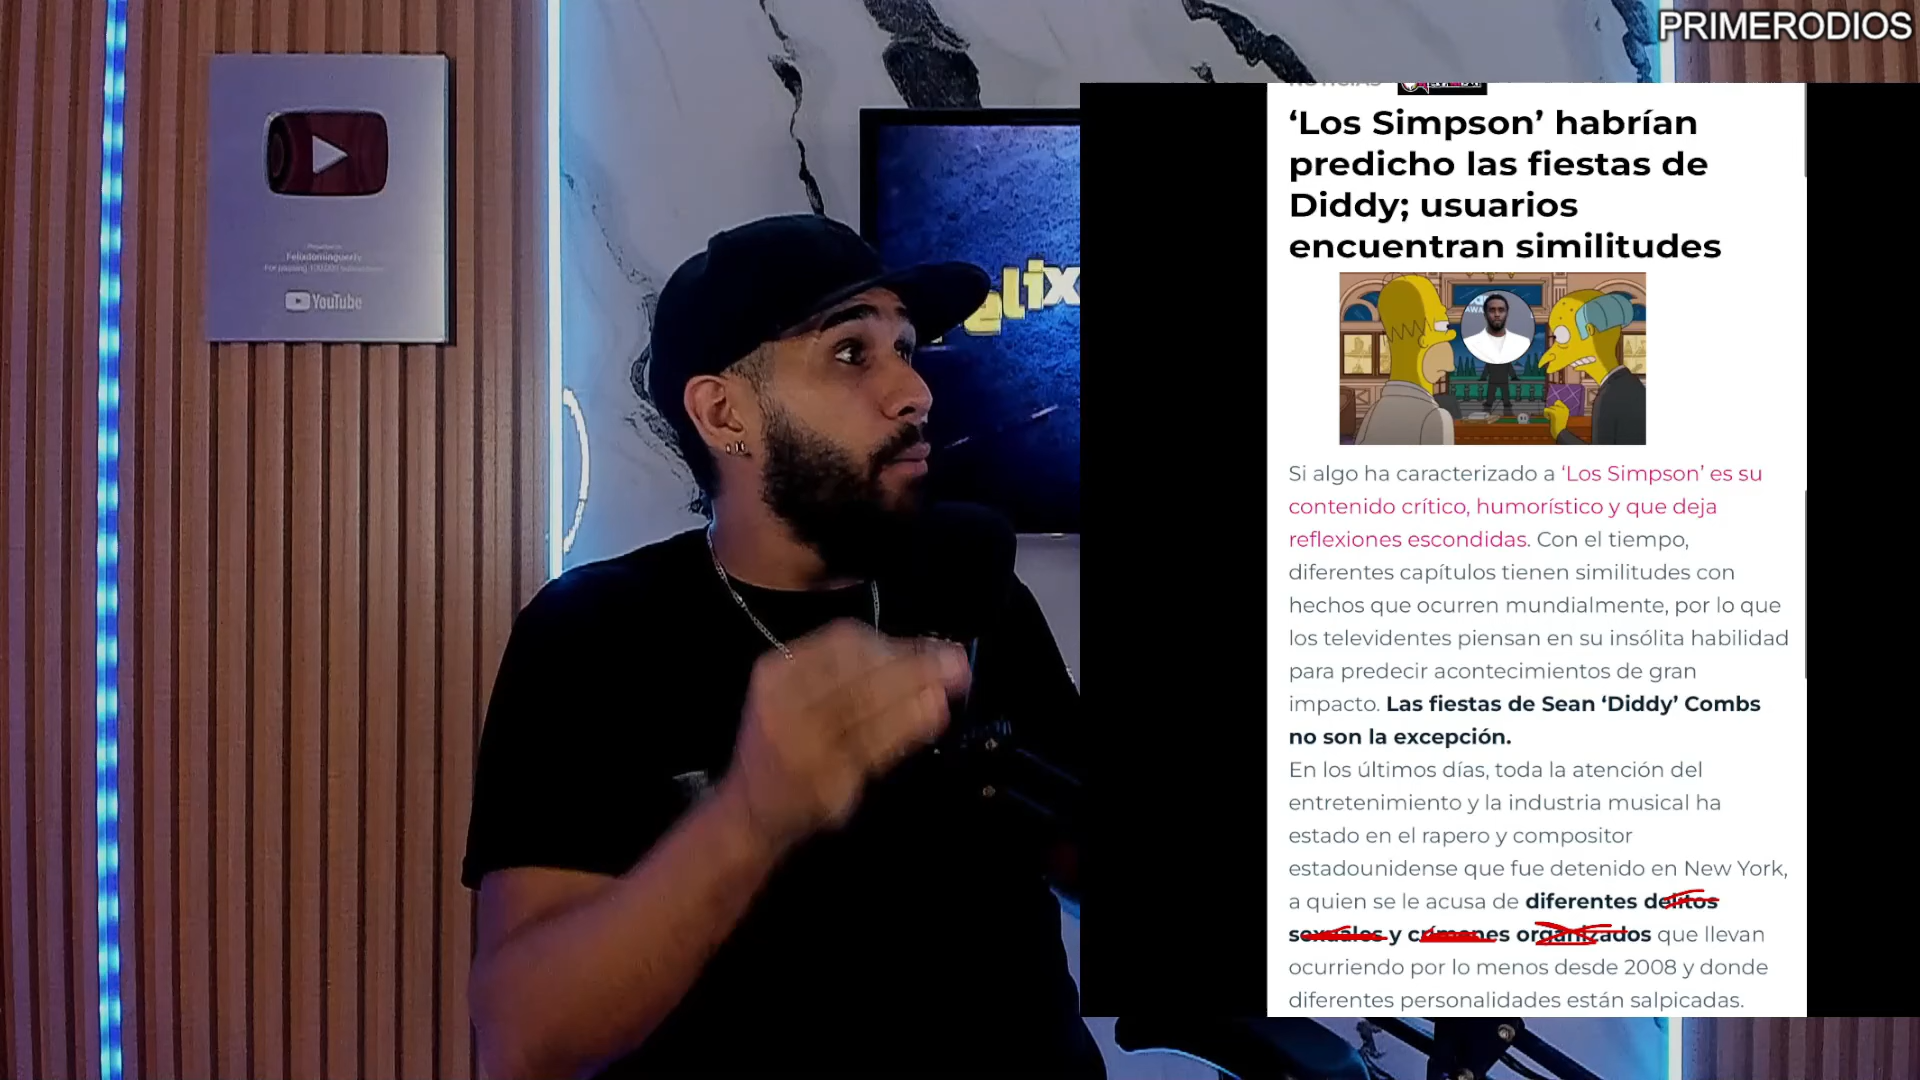 PRIMERODIOS
YouTube
elix
‘Los Simpson’ habrían
predicho las fiestas de
Diddy; usuarios
encuentran similitudes
Si algo ha caracterizado a ‘Los Simpson’ es su
contenido crítico, humorístico y que deja
reflexiones escondidas. Con el tiempo,
diferentes capítulos tienen similitudes con
hechos que ocurren mundialmente, por lo que
los televidentes piensan en su insólita habilidad
para predecir acontecimientos de gran
impacto. Las fiestas de Sean ‘Diddy’ Combs
no son la excepción.
En los últimos días, toda la atención del
entretenimiento y la industria musical ha
estado en el rapero y compositor
estadounidense que fue detenido en New York,
a quien se le acusa de diferentes delitos
sexuales y crímenes organizados que llevan
ocurriendo por lo menos desde 2008 y donde
diferentes personalidades están salpicadas.